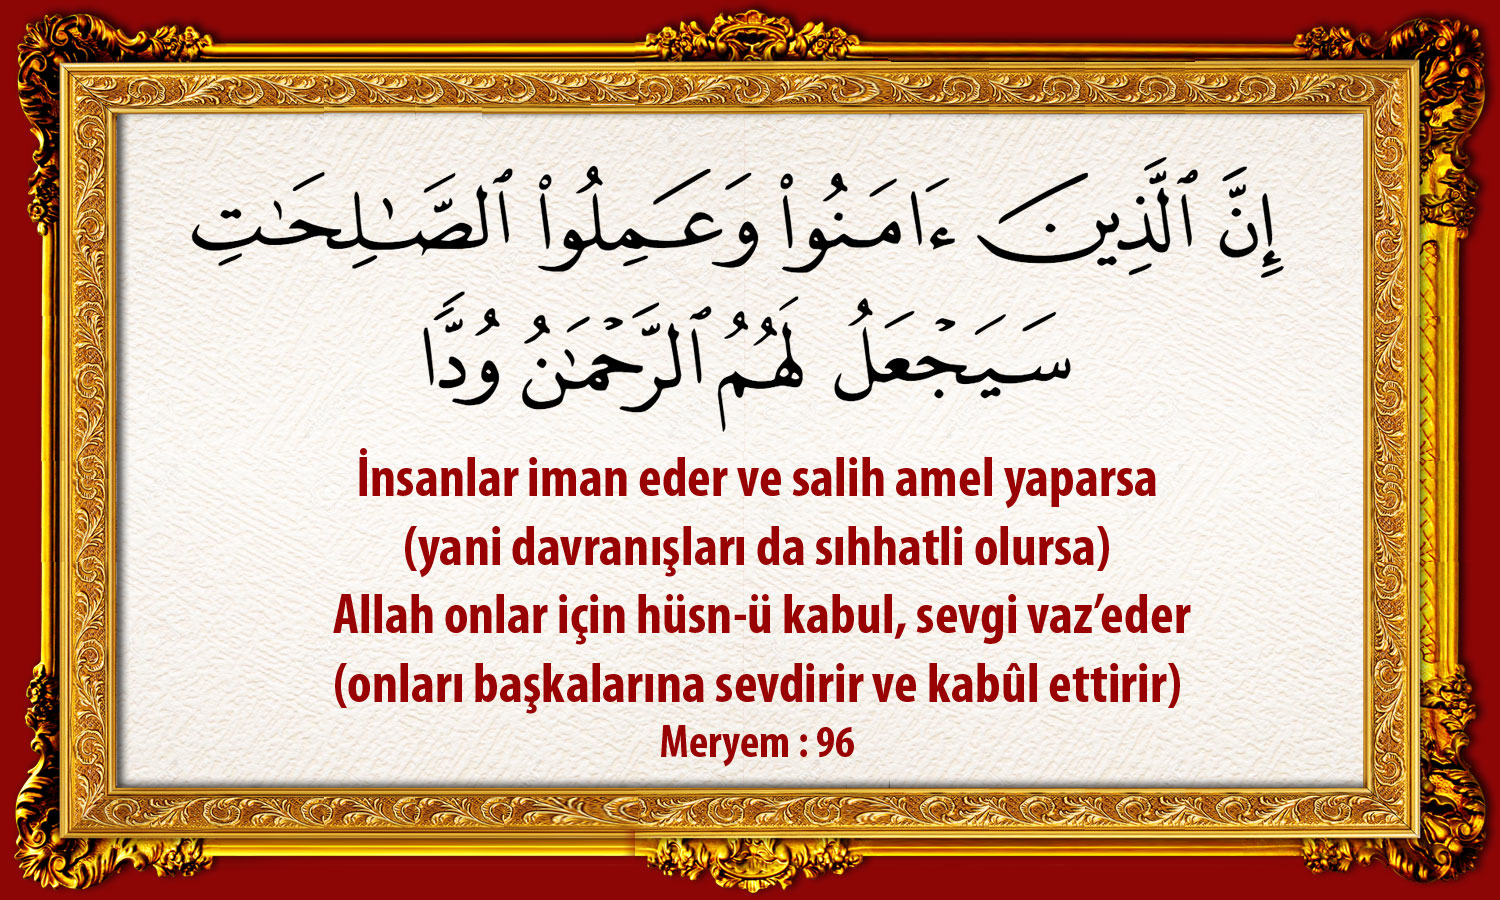 إِنَّ ٱلَّذِينَ ءَامَنُوا۟ وَعَمِلُوا۟ ٱلصَّـٰلِحَـٰتِ
سَيَجْعَلُ لَهُمُ ٱلرَّحْمَـٰنُ وُدًّا
İnsanlar iman eder ve salih amel yaparsa
(yani davranışları da sıhhatli olursa)
Allah onlar için hüsn-ü kabul, sevgi vaz’eder
(onları başkalarına sevdirir ve kabûl ettirir)
Meryem : 96